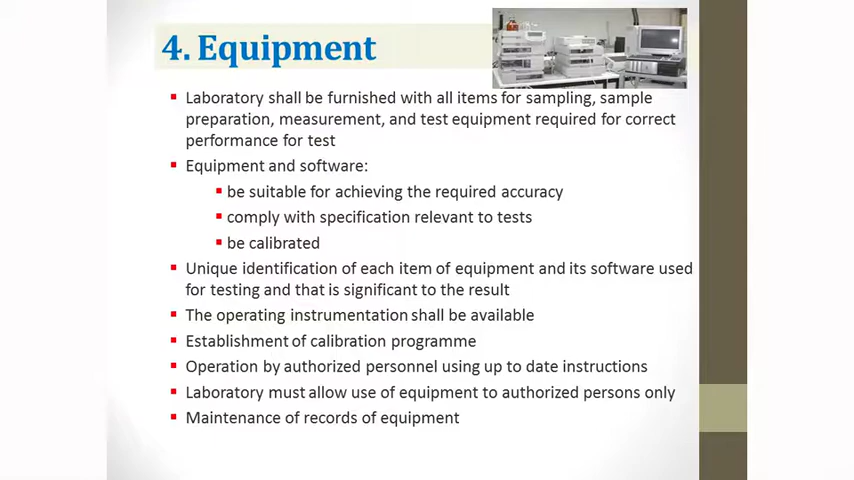 4. Equipment
Laboratory shall be furnished with all items for sampling, sample
preparation, measurement, and test equipment required for correct
performance for test
Equipment and software:
be suitable for achieving the required accuracy
comply with specification relevant to tests
be calibrated
Unique identification of each item of equipment and its software used
for testing and that is significant to the result
The operating instrumentation shall be available
Establishment of calibration programme
Operation by authorized personnel using up to date instructions
Laboratory must allow use of equipment to authorized persons only
Maintenance of records of equipment